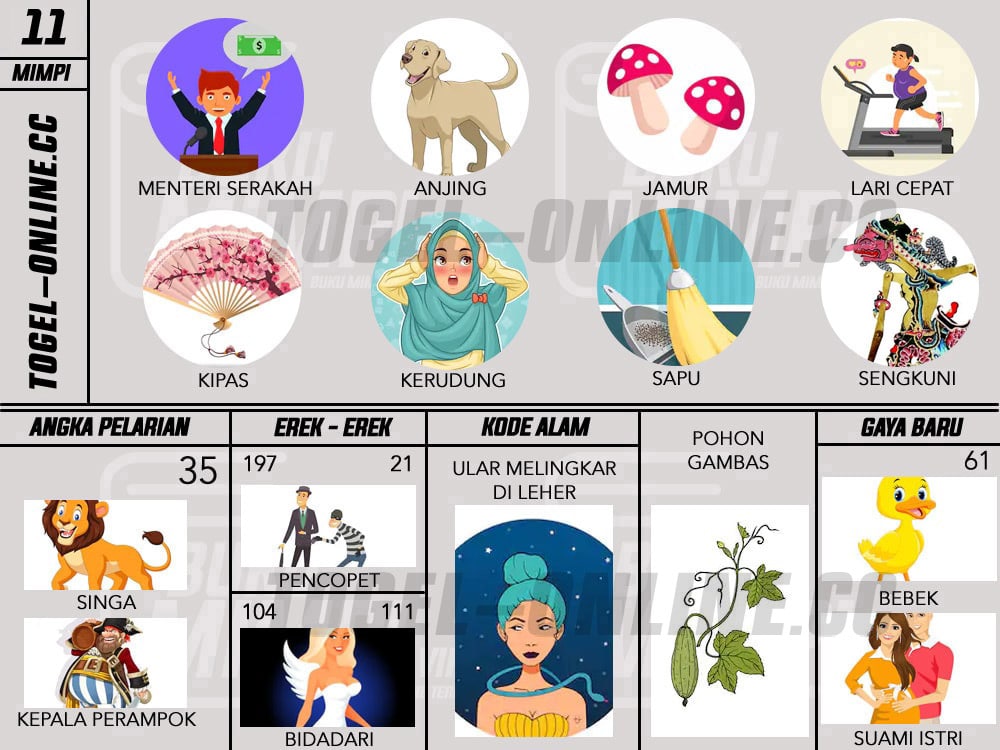 11
MIMPI
TOGEL-ONLINE.CC
MENTERI SERAKAH
ANJING
JAMUR
LARI CEPAT
TOGEL-ONLINE.CC
KIPAS
KERUDUNG
SAPU
SENGKUNI
ANGKA PELARIAN
35
SINGA
KEPALA PERAMPOK
EREK - EREK
197 21
PENCOPET
104 111
BIDADARI
KODE ALAM
ULAR MELINGKAR
DI LEHER
POHON
GAMBAS
GAYA BARU
61
BEBEK
SUAMI ISTRI
TOGEL-ONLINE.CC